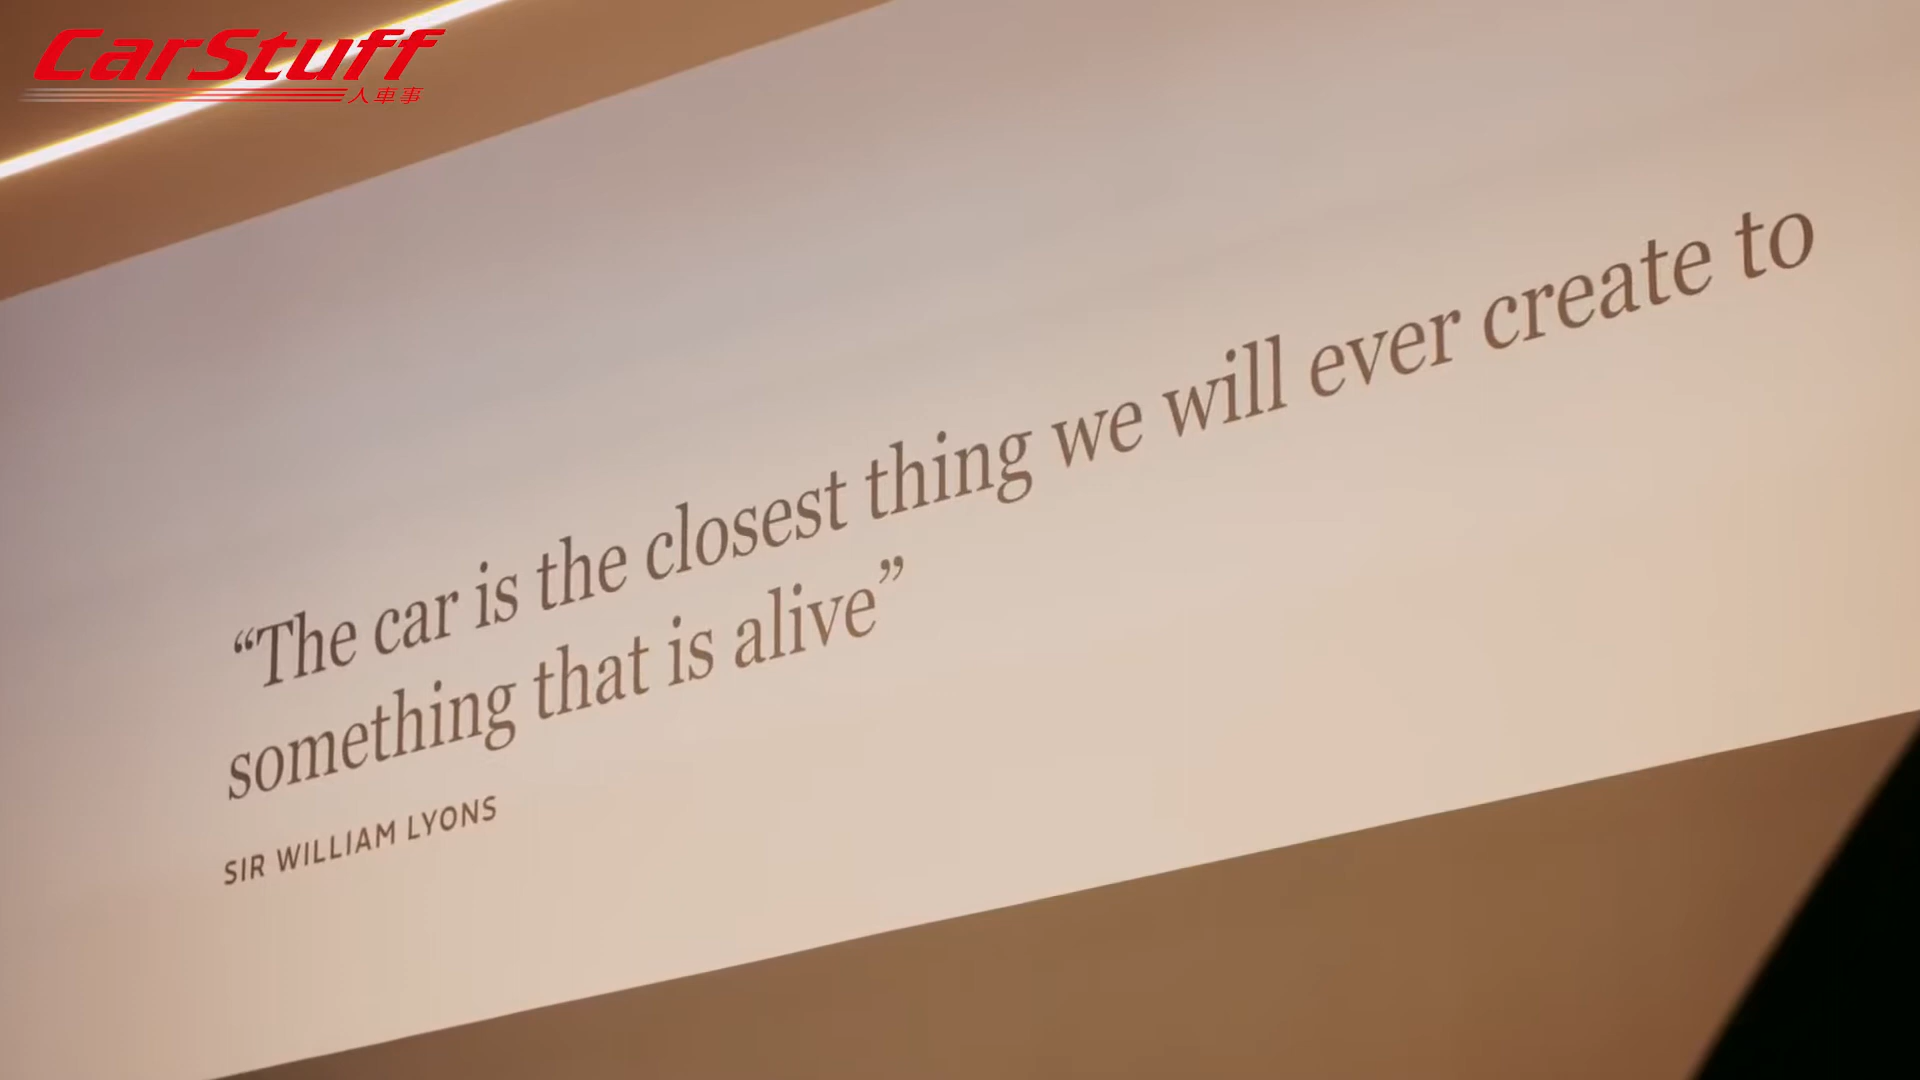 CarStuff
人車事
“The car is the closest thing we will ever create to
something that is alive”
SIR WILLIAM LYONS